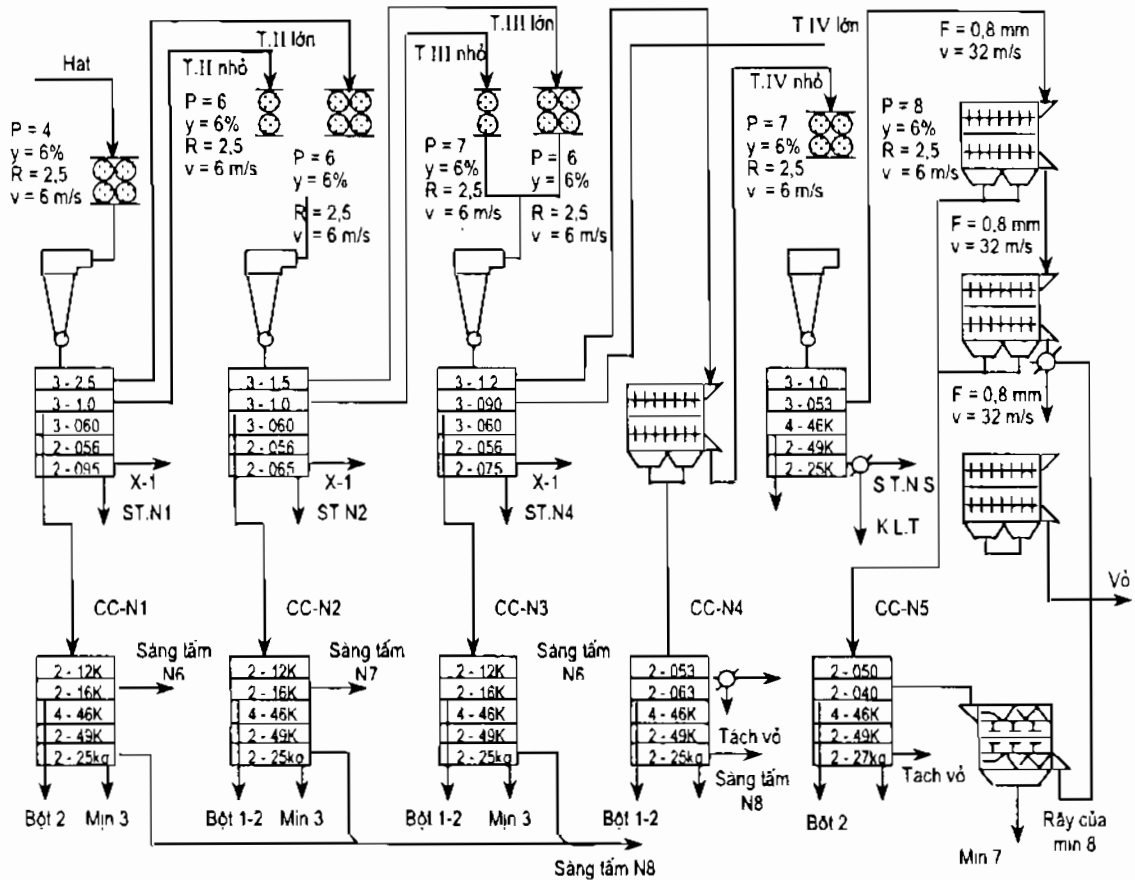 T.III lớn
T.II lớn
T.IV lớn
F = 0,8 mm
v = 32 m/s
Hat
T.II nhỏ
T III nhỏ
T.IV nhỏ
P = 4
y = 6%
R = 2,5
v = 6 m/s
P = 6
y = 6%
R = 2,5
v = 6 m/s
P = 6
y = 6%
R = 2,5
v = 6 m/s
P = 7
y = 6%
R = 2,5
v = 6 m/s
P = 6
y = 6%
R = 2,5
v = 6 m/s
P = 7
y = 6%
R = 2,5
v = 6 m/s
P = 8
y = 6%
R = 2,5
v = 6 m/s
F = 0,8 mm
v = 32 m/s
F = 0,8 mm
v = 32 m/s
3 - 2.5
3 - 1.0
3 - 060
2 - 056
2 - 095
X-1
ST.N1
3 - 1.5
3 - 1.0
3 - 060
2 - 056
2 - 065
X-1
ST N2
3 - 1.2
3 - 090
3 - 060
2 - 056
2 - 075
X-1
ST.N4
3 - 1.0
3 - 053
4 - 46K
2 - 49K
2 - 25K
S T.N S
K L.T
Vỏ
CC-N1
CC-N2
CC-N3
CC-N4
CC-N5
Sàng tấm
N6
Sàng tấm
N7
Sàng tấm
N6
2 - 12K
2 - 16K
4 - 46K
2 - 49K
2 - 25kg
2 - 12K
2 - 16K
4 - 46K
2 - 49K
2 - 25kg
2 - 12K
2 - 16K
4 - 46K
2 - 49K
2 - 25kg
2 - 053
2 - 063
4 - 46K
2 - 49K
2 - 25kg
Tách vỏ
Sàng tấm
N8
2 - 050
2 - 040
4 - 46K
2 - 49K
2 - 27kg
Tach vỏ
Bột 2
Mịn 3
Bột 1-2
Min 3
Bột 1-2
Mịn 3
Bột 1-2
Bôt 2
Mịn 7
Rây của
mịn 8
Sàng tấm N8